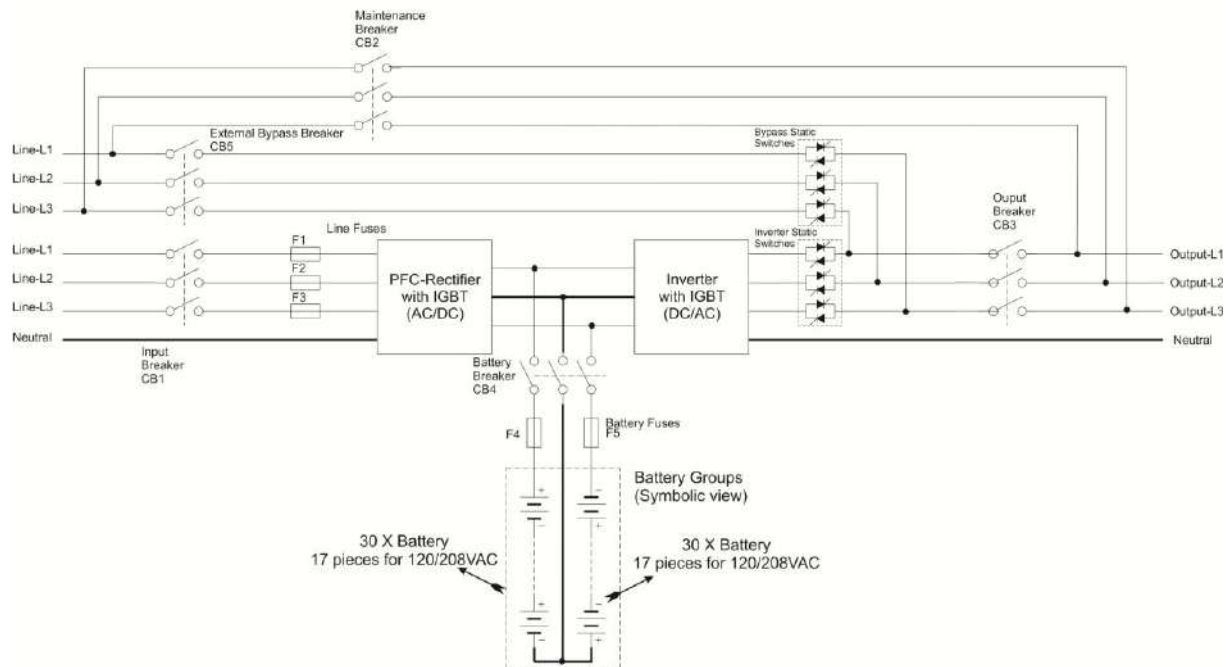 Maintenance
Breaker
CB2
External Bypass Breaker
CB5
Bypass Static
Switches
Line-L1
Line-L2
Line-L3
Ouput
Breaker
CB3
Line Fuses
Inverter Static
Switches
Line-L1
F1
Line-L2
F2
Line-L3
F3
PFC-Rectifier
with IGBT
(AC/DC)
Inverter
with IGBT
(DC/AC)
Output-L1
Output-L2
Output-L3
Neutral
Neutral
Input
Breaker
CB1
Battery
Breaker
CB4
F4
Battery Fuses
F5
Battery Groups
(Symbolic view)
+
-
-
+
30 X Battery
17 pieces for 120/208VAC
30 X Battery
17 pieces for 120/208VAC
+
-
-
+